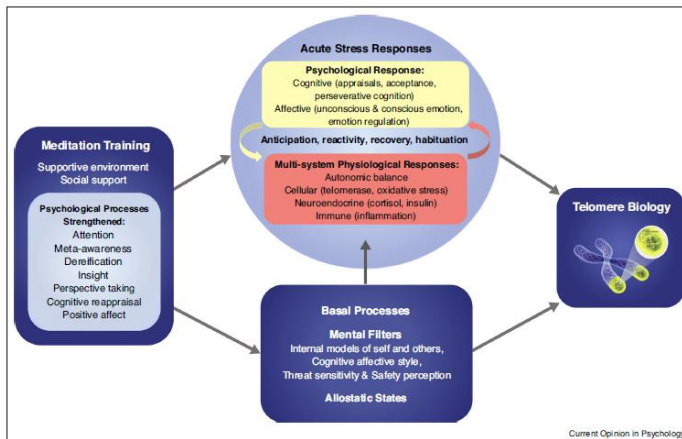 Acute Stress Responses
Psychological Response:
Cognitive (appraisals, acceptance,
perseverative cognition)
Affective (unconscious & conscious emotion,
emotion regulation)
Anticipation, reactivity, recovery, habituation
Multi-system Physiological Responses:
Autonomic balance
Cellular (telomerase, oxidative stress)
Neuroendocrine (cortisol, insulin)
Immune (inflammation)
Meditation Training
Supportive environment
Social support
Psychological Processes
Strengthened:
Attention
Meta-awareness
Dereification
Insight
Perspective taking
Cognitive reappraisal
Positive affect
Telomere Biology
Basal Processes
Mental Filters
Internal models of self and others,
Cognitive affective style,
Threat sensitivity & Safety perception
Allostatic States
Current Opinion in Psychology